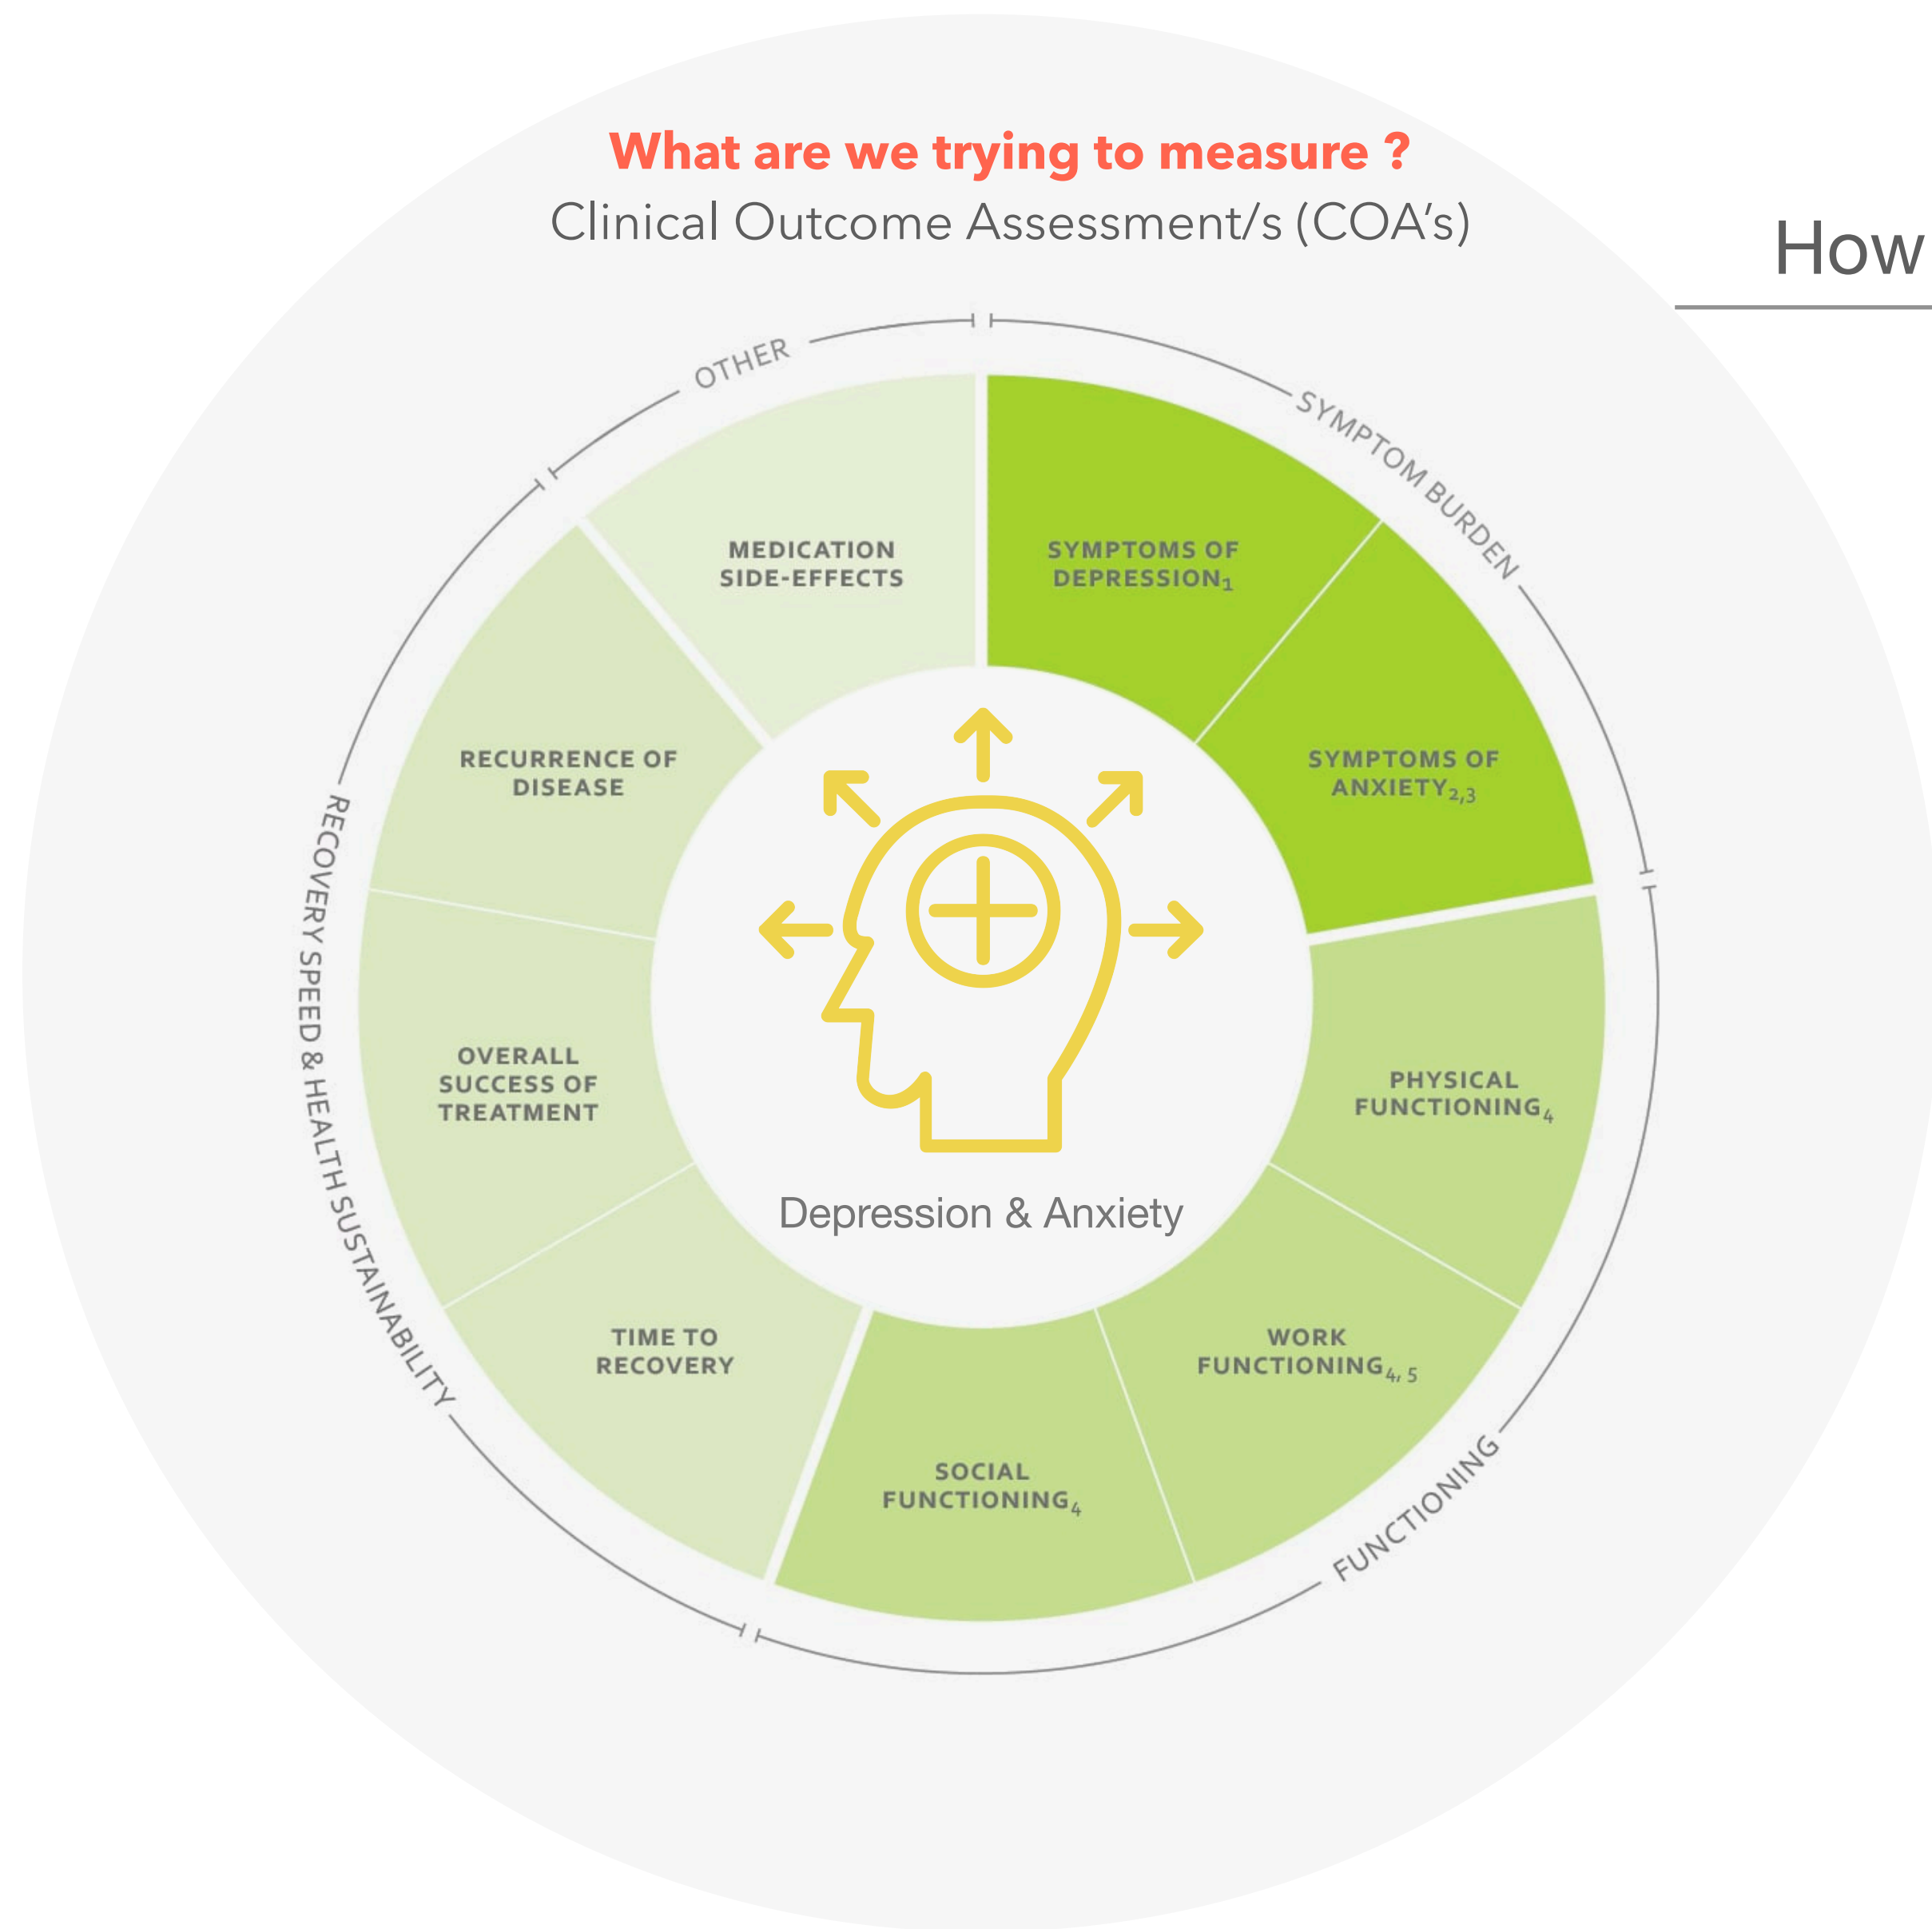 What are we trying to measure ?
Clinical Outcome Assessment/s (COA's)
How
OTHER
SYMPTOM BURDEN
MEDICATION
SIDE-EFFECTS
SYMPTOMS OF
DEPRESSION1
RECURRENCE OF
DISEASE
SYMPTOMS OF
ANXIETY2,3
RECOVERY SPEED & HEALTH SUSTAINABILITY
OVERALL
SUCCESS OF
TREATMENT
PHYSICAL
FUNCTIONING4
Depression & Anxiety
TIME TO
RECOVERY
WORK
FUNCTIONING4, 5
SOCIAL
FUNCTIONING4
FUNCTIONING